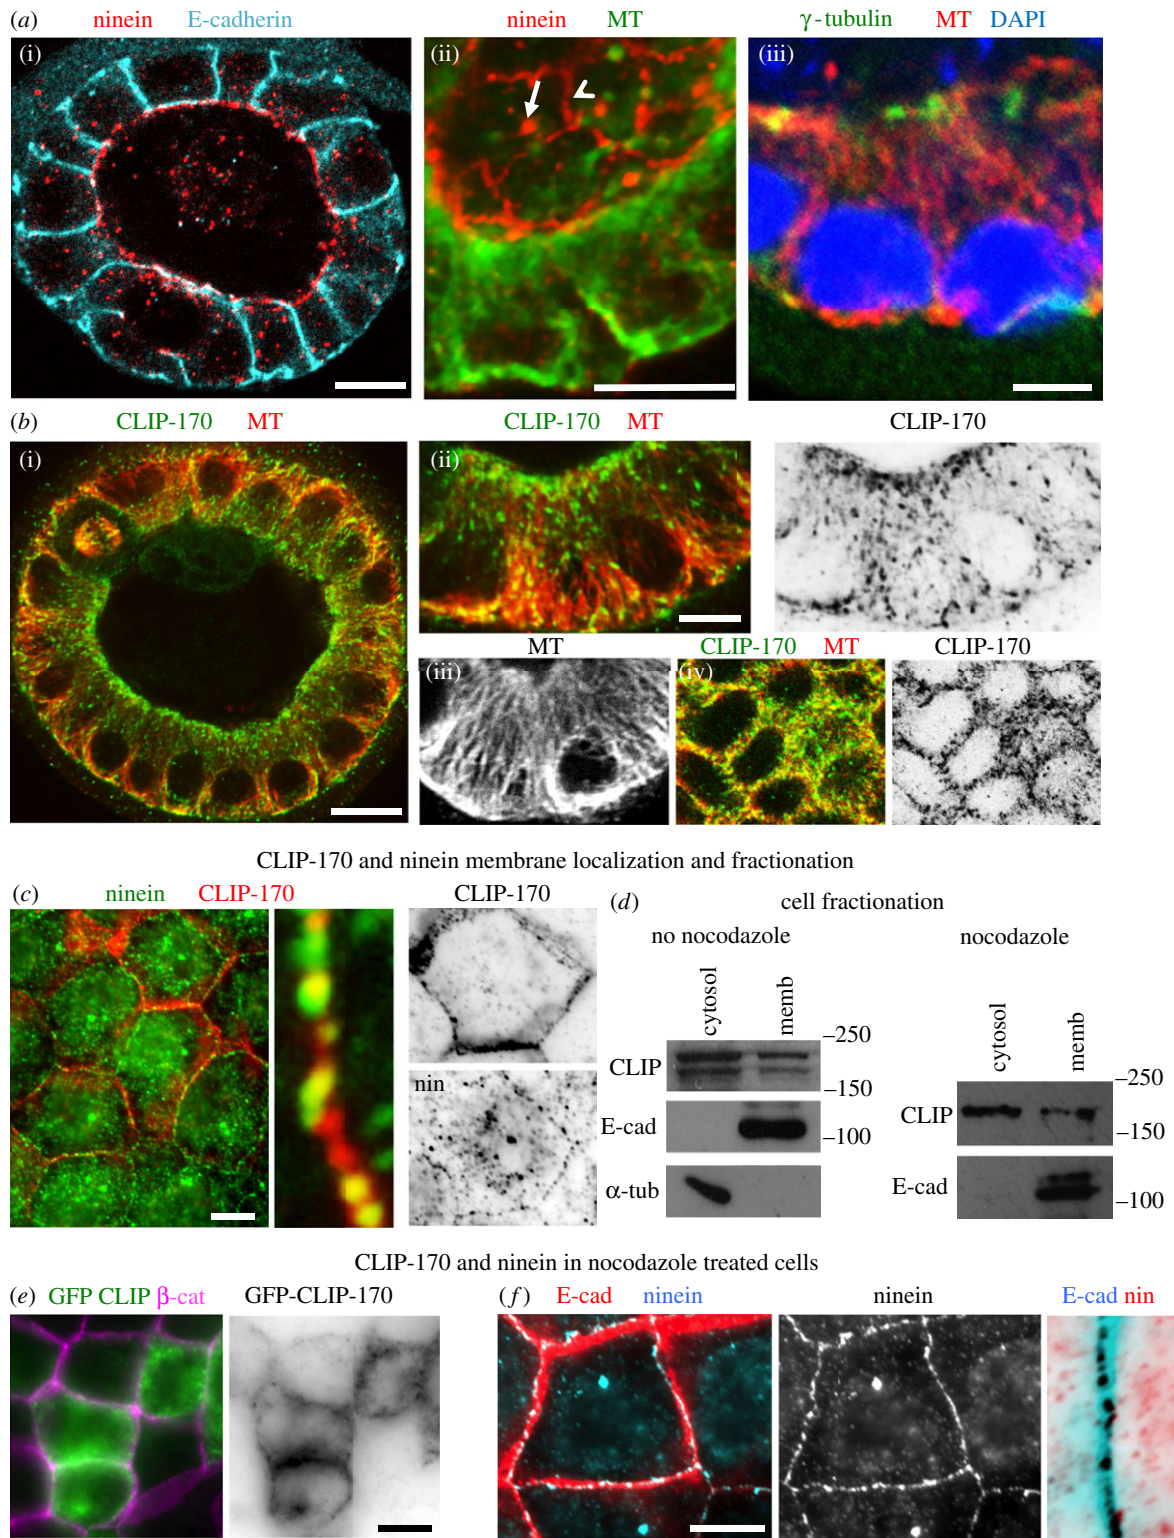 (a) ninein E-cadherin ninein MT γ-tubulin MT DAPI
(i) (ii) (iii)
(b) CLIP-170 MT CLIP-170 MT CLIP-170
(i) (ii)
MT CLIP-170 MT CLIP-170
(iii) (iv)
CLIP-170 and ninein membrane localization and fractionation
(c) ninein CLIP-170 CLIP-170
nin
(d) cell fractionation
no nocodazole
cytosol memb
–250
CLIP
–150
E-cad –100
α-tub
nocodazole
cytosol memb
–250
CLIP
–150
E-cad –100
CLIP-170 and ninein in nocodazole treated cells
(e) GFP CLIP β-cat GFP-CLIP-170 (f) E-cad ninein ninein E-cad nin